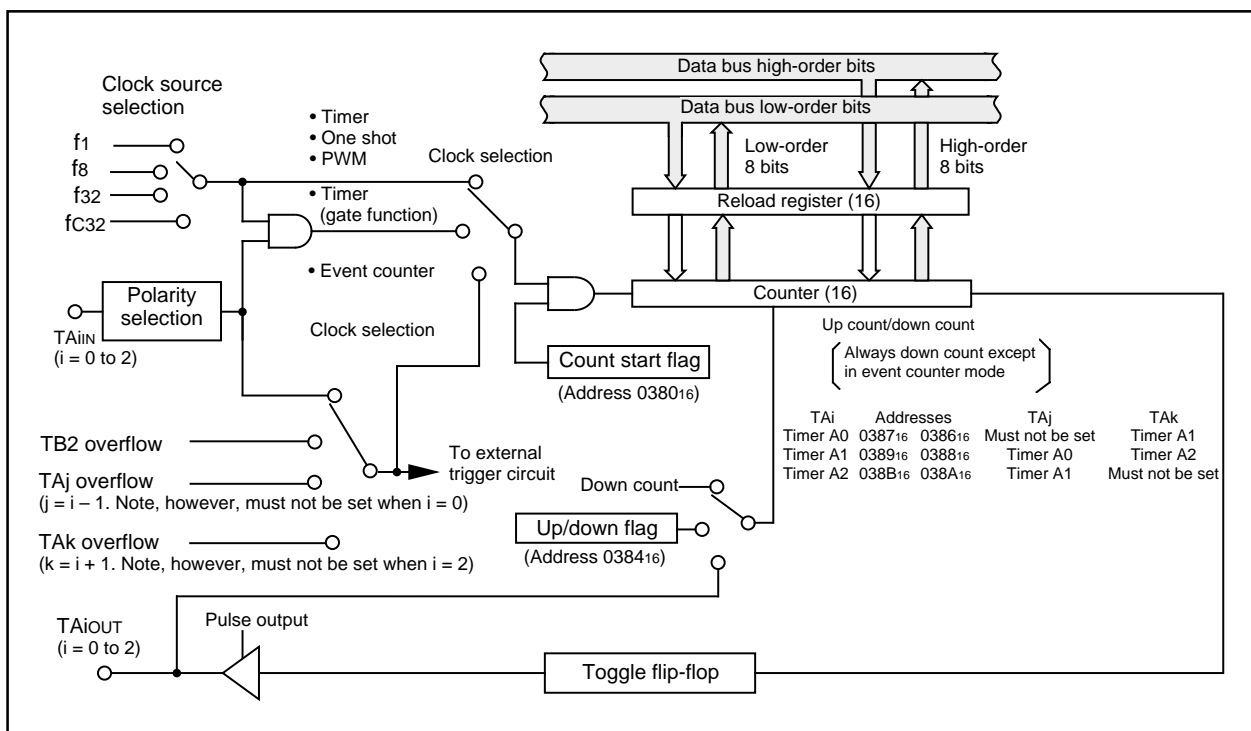 Clock source
selection
f1
f8
f32
fC32
• Timer
• One shot
• PWM
Clock selection
• Timer
(gate function)
• Event counter
Data bus high-order bits
Data bus low-order bits
Low-order
8 bits
High-order
8 bits
Reload register (16)
Counter (16)
Polarity
selection
TAiIN
(i = 0 to 2)
Clock selection
Count start flag
(Address 038016)
Up count/down count
Always down count except
in event counter mode
TAi Addresses TAj TAk
Timer A0 038716 038616 Must not be set Timer A1
Timer A1 038916 038816 Timer A0 Timer A2
Timer A2 038B16 038A16 Timer A1 Must not be set
TB2 overflow
To external
trigger circuit
TAj overflow
(j = i – 1. Note, however, must not be set when i = 0)
Down count
Up/down flag
(Address 038416)
TAk overflow
(k = i + 1. Note, however, must not be set when i = 2)
TAiOUT
(i = 0 to 2)
Pulse output
Toggle flip-flop